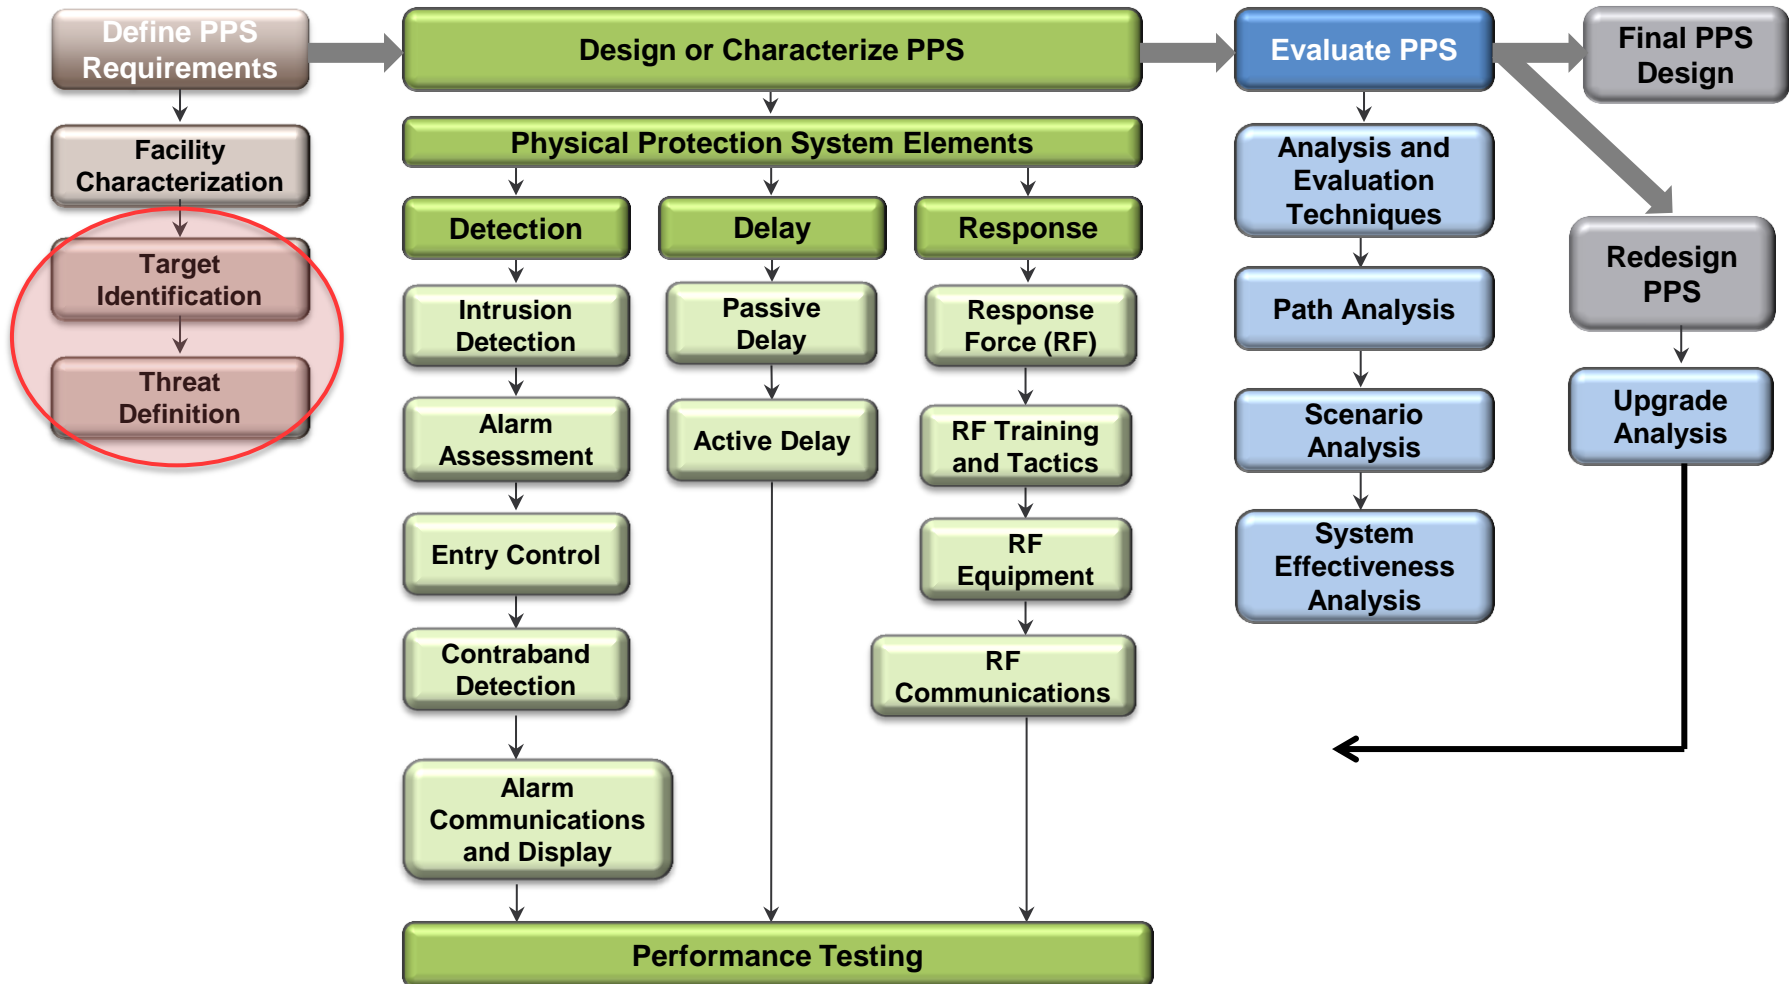 Define PPS
Requirements
Facility
Characterization
Target
Identification
Threat
Definition
Design or Characterize PPS
Physical Protection System Elements
Detection
Intrusion
Detection
Alarm
Assessment
Entry Control
Contraband
Detection
Alarm
Communications
and Display
Delay
Passive
Delay
Active Delay
Response
Response
Force (RF)
RF Training
and Tactics
RF
Equipment
RF
Communications
Performance Testing
Evaluate PPS
Analysis and
Evaluation
Techniques
Path Analysis
Scenario
Analysis
System
Effectiveness
Analysis
Final PPS
Design
Redesign
PPS
Upgrade
Analysis